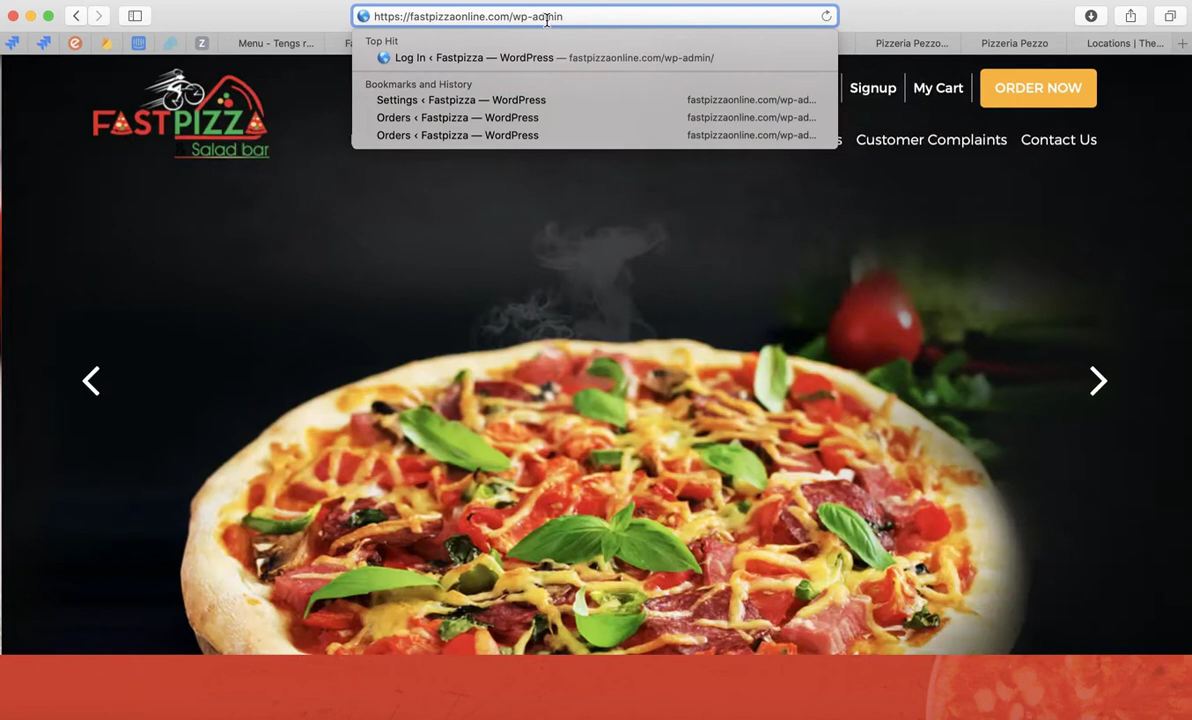 https://fastpizzaonline.com/wp-admin
Menu - Tengs r...
Pizzeria Pezzo...
Pizzeria Pezzo
Locations | The...
Top Hit
Log In ‹ Fastpizza — WordPress — fastpizzaonline.com/wp-admin/
Bookmarks and History
Settings ‹ Fastpizza — WordPress fastpizzaonline.com/wp-ad...
Orders ‹ Fastpizza — WordPress fastpizzaonline.com/wp-ad...
Orders ‹ Fastpizza — WordPress fastpizzaonline.com/wp-ad...
FASTPIZZA
& Salad bar
Signup
My Cart
ORDER NOW
Customer Complaints
Contact Us